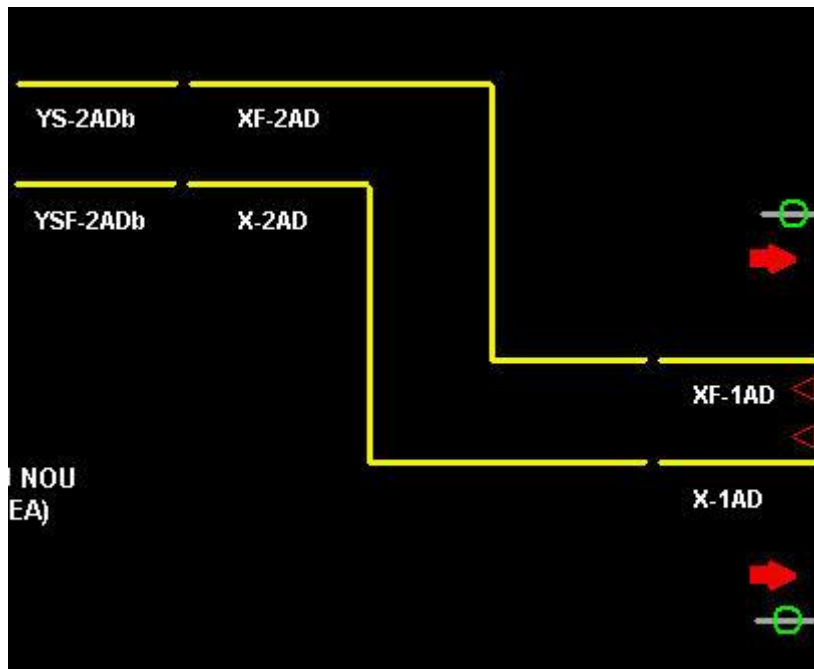 YS-2ADb
XF-2AD
YSF-2ADb
X-2AD
XF-1AD
NOU
EA)
X-1AD